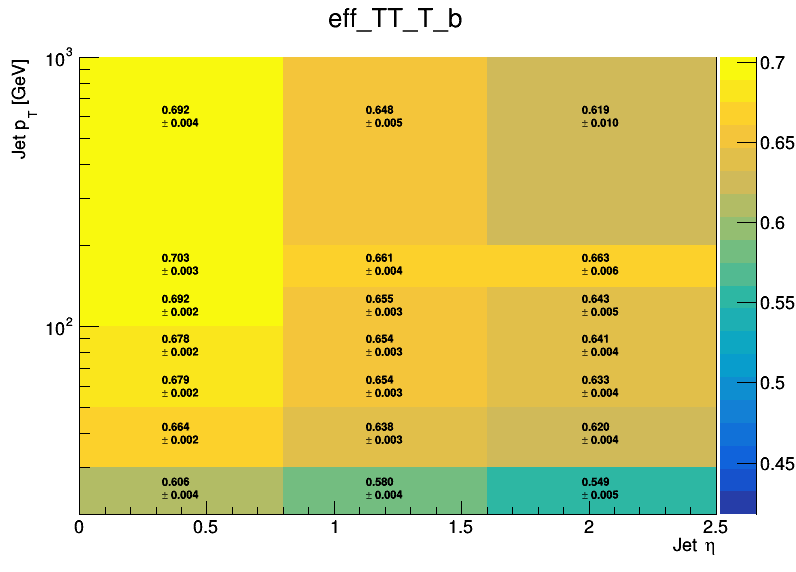 eff_TT_T_b
Jet p_T [GeV]
10^3
10^2
0.692 0.648 0.619
± 0.004 ± 0.005 ± 0.010
0.703 0.661 0.663
± 0.003 ± 0.004 ± 0.006
0.692 0.655 0.643
± 0.002 ± 0.003 ± 0.005
0.678 0.654 0.641
± 0.002 ± 0.003 ± 0.004
0.679 0.654 0.633
± 0.002 ± 0.003 ± 0.004
0.664 0.638 0.620
± 0.002 ± 0.003 ± 0.004
0.606 0.580 0.549
± 0.004 ± 0.004 ± 0.005
0 0.5 1 1.5 2 2.5
Jet η
0.7
0.65
0.6
0.55
0.5
0.45